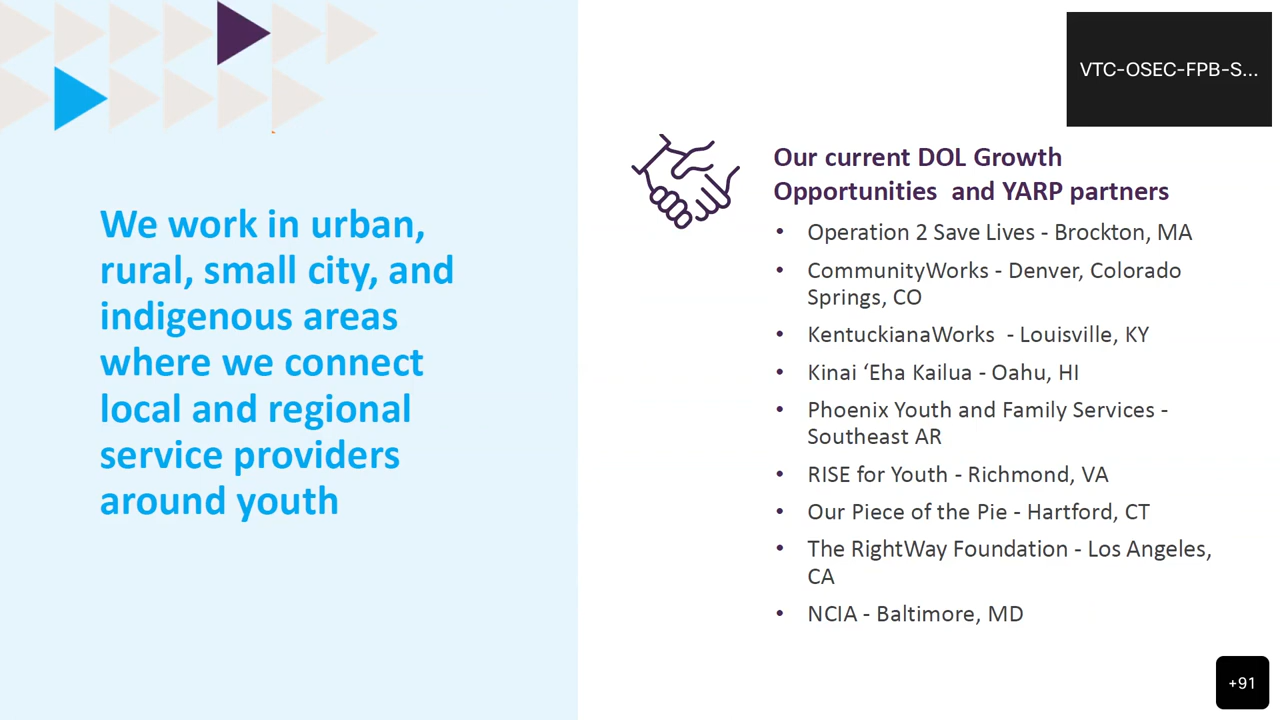 VTC-OSEC-FPB-S...
We work in urban,
rural, small city, and
indigenous areas
where we connect
local and regional
service providers
around youth
Our current DOL Growth
Opportunities  and YARP partners
• Operation 2 Save Lives - Brockton, MA
• CommunityWorks - Denver, Colorado
Springs, CO
• KentuckianaWorks  - Louisville, KY
• Kinai ‘Eha Kailua - Oahu, HI
• Phoenix Youth and Family Services -
Southeast AR
• RISE for Youth - Richmond, VA
• Our Piece of the Pie - Hartford, CT
• The RightWay Foundation - Los Angeles,
CA
• NCIA - Baltimore, MD
+91